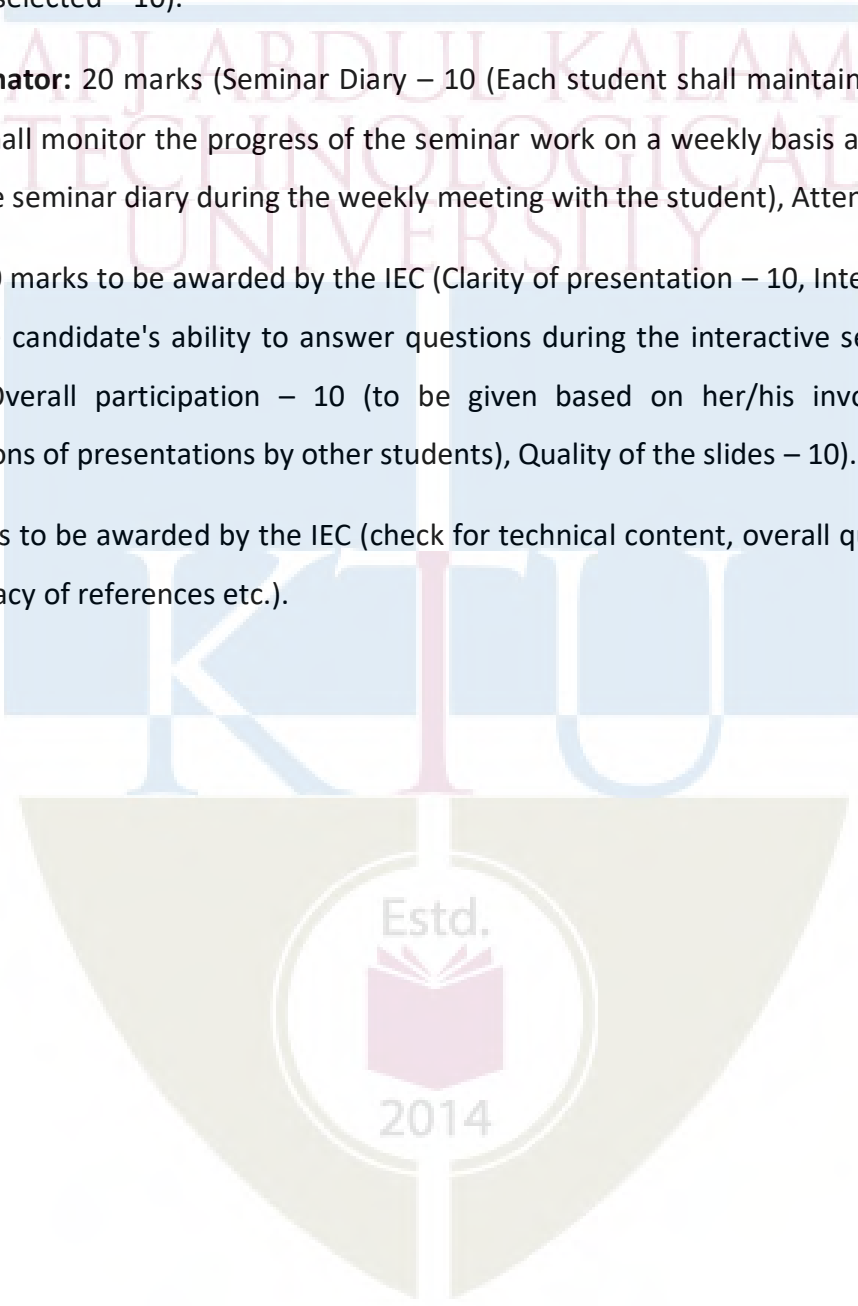 selected – 10).
APJ ABDUL KALAM
nator: 20 marks (Seminar Diary – 10 (Each student shall maintain
TECHNOLOGICAL
all monitor the progress of the seminar work on a weekly basis a
e seminar diary during the weekly meeting with the student), Atten
UNIVERSITY
0 marks to be awarded by the IEC (Clarity of presentation – 10, Inte
candidate's ability to answer questions during the interactive se
Overall participation – 10 (to be given based on her/his invo
ons of presentations by other students), Quality of the slides – 10).
s to be awarded by the IEC (check for technical content, overall qu
acy of references etc.).
KTU
Estd.
2014